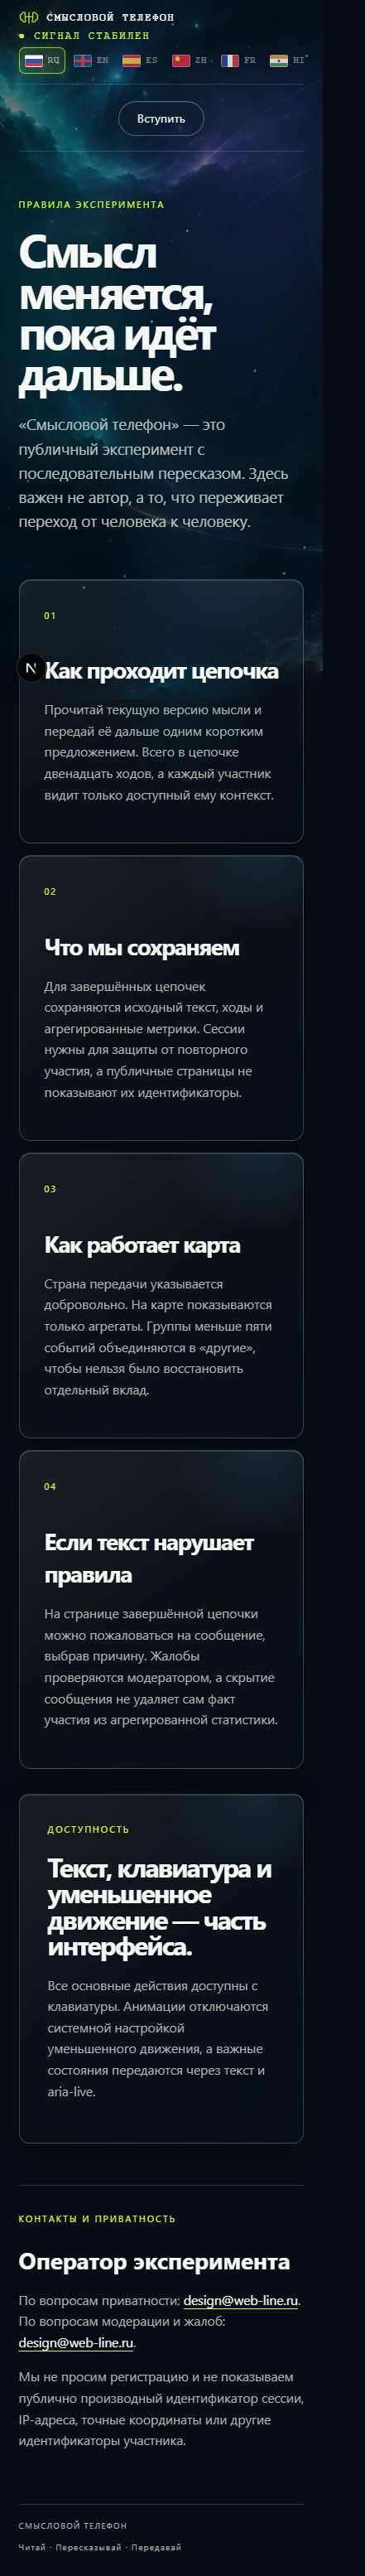 СМЫСЛОВОЙ ТЕЛЕФОН
СИГНАЛ СТАБИЛЕН
RU EN ES ZH FR HI
Вступить
ПРАВИЛА ЭКСПЕРИМЕНТА
Смысл
меняется,
пока идёт
дальше.
«Смысловой телефон» — это
публичный эксперимент с
последовательным пересказом. Здесь
важен не автор, а то, что переживает
переход от человека к человеку.
01
N
Как проходит цепочка
Прочитай текущую версию мысли и
передай её дальше одним коротким
предложением. Всего в цепочке
двенадцать ходов, а каждый участник
видит только доступный ему контекст.
02
Что мы сохраняем
Для завершённых цепочек
сохраняются исходный текст, ходы и
агрегированные метрики. Сессии
нужны для защиты от повторного
участия, а публичные страницы не
показывают их идентификаторы.
03
Как работает карта
Страна передачи указывается
добровольно. На карте показываются
только агрегаты. Группы меньше пяти
событий объединяются в «другие»,
чтобы нельзя было восстановить
отдельный вклад.
04
Если текст нарушает
правила
На странице завершённой цепочки
можно пожаловаться на сообщение,
выбрав причину. Жалобы
проверяются модератором, а скрытие
сообщения не удаляет сам факт
участия из агрегированной статистики.
ДОСТУПНОСТЬ
Текст, клавиатура и
уменьшенное
движение — часть
интерфейса.
Все основные действия доступны с
клавиатуры. Анимации отключаются
системной настройкой
уменьшенного движения, а важные
состояния передаются через текст и
aria-live.
КОНТАКТЫ И ПРИВАТНОСТЬ
Оператор эксперимента
По вопросам приватности: design@web-line.ru.
По вопросам модерации и жалоб:
design@web-line.ru.
Мы не просим регистрацию и не показываем
публично производный идентификатор сессии,
IP-адреса, точные координаты или другие
идентификаторы участника.
СМЫСЛОВОЙ ТЕЛЕФОН
Читай · Пересказывай · Передавай